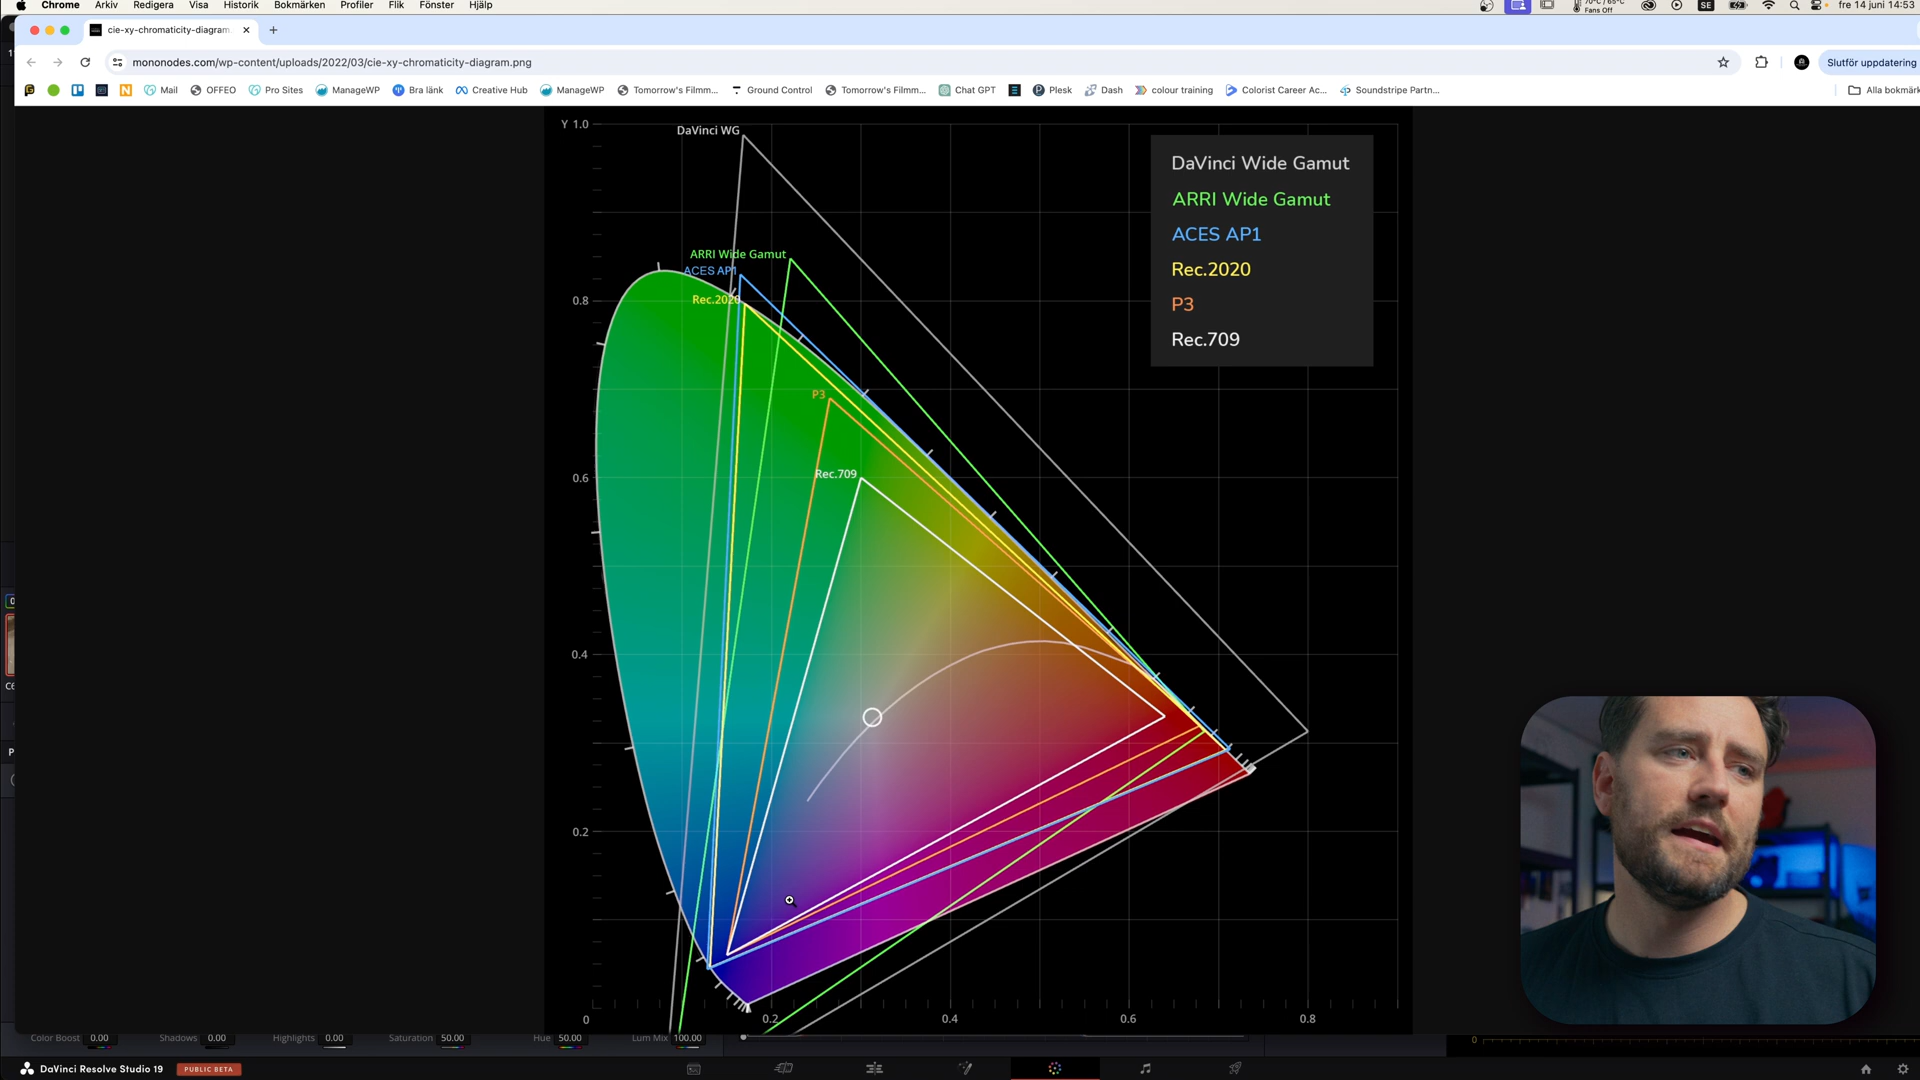 Chrome Arkiv Redigera Visa Historik Bokmärken Profiler Flik Fönster Hjälp
70°C / 65°C
Fans Off
SE
fre 14 juni 14:53
cie-xy-chromaticity-diagram.
mononodes.com/wp-content/uploads/2022/03/cie-xy-chromaticity-diagram.png
Slutför uppdatering
Mail OFFEO Pro Sites ManageWP Bra länk Creative Hub ManageWP Tomorrow's Filmm... Ground Control Tomorrow's Filmm... Chat GPT Plesk Dash colour training Colorist Career Ac... Soundstripe Partn...
Alla bokmärk
Y 1.0
DaVinci WG
DaVinci Wide Gamut
ARRI Wide Gamut
ACES AP1
Rec.2020
P3
Rec.709
ARRI Wide Gamut
ACES AP1
Rec.2020
0.8
P3
Rec.709
0.6
0.4
0.2
0 0.2 0.4 0.6 0.8
Color Boost 0.00 Shadows 0.00 Highlights 0.00 Saturation 50.00 Hue 50.00 Lum Mix 100.00
0
DaVinci Resolve Studio 19 PUBLIC BETA